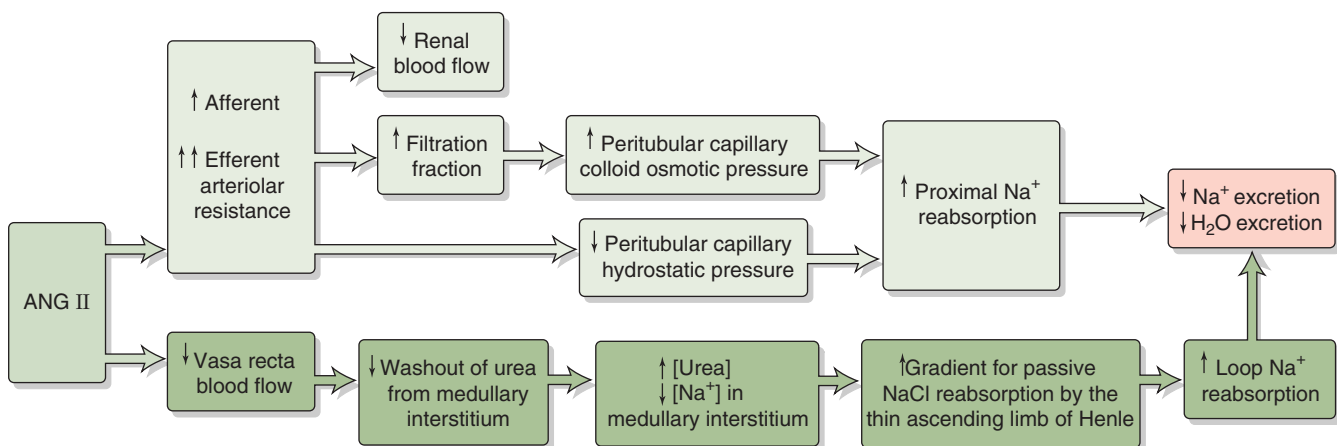 ANG II
↑ Afferent
↑↑ Efferent
arteriolar
resistance
↓ Renal
blood flow
↑ Filtration
fraction
↑ Peritubular capillary
colloid osmotic pressure
↓ Peritubular capillary
hydrostatic pressure
↑ Proximal Na⁺
reabsorption
↓ Na⁺ excretion
↓ H₂O excretion
↓ Vasa recta
blood flow
↓ Washout of urea
from medullary
interstitium
↑ [Urea]
↓ [Na⁺] in
medullary interstitium
↑Gradient for passive
NaCl reabsorption by the
thin ascending limb of Henle
↑ Loop Na⁺
reabsorption